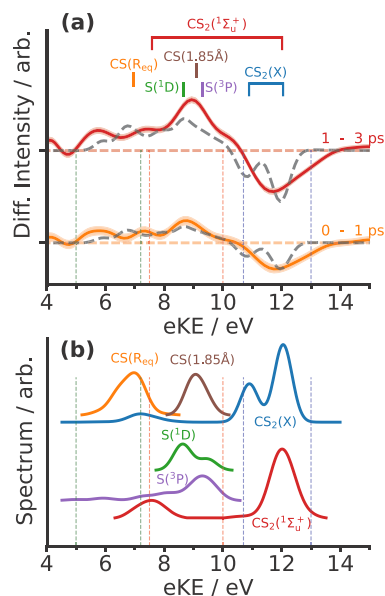 (a)
CS₂(¹Σᵤ⁺)
CS(R_eq)
CS(1.85Å)
CS₂(X)
S(¹D)
S(³P)
Diff. Intensity / arb.
1 - 3 ps
0 - 1 ps
4 6 8 10 12 14
eKE / eV
(b)
CS(R_eq)
CS(1.85Å)
CS₂(X)
S(¹D)
S(³P)
CS₂(¹Σᵤ⁺)
Spectrum / arb.
4 6 8 10 12 14
eKE / eV